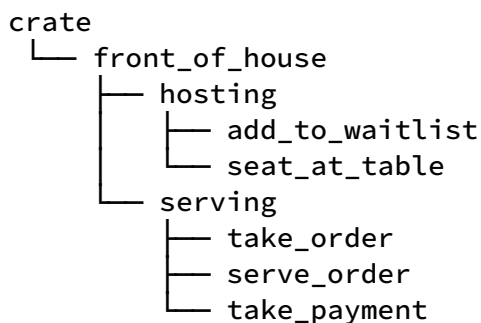 crate
└── front_of_house
    ├── hosting
    │   ├── add_to_waitlist
    │   └── seat_at_table
    └── serving
        ├── take_order
        ├── serve_order
        └── take_payment